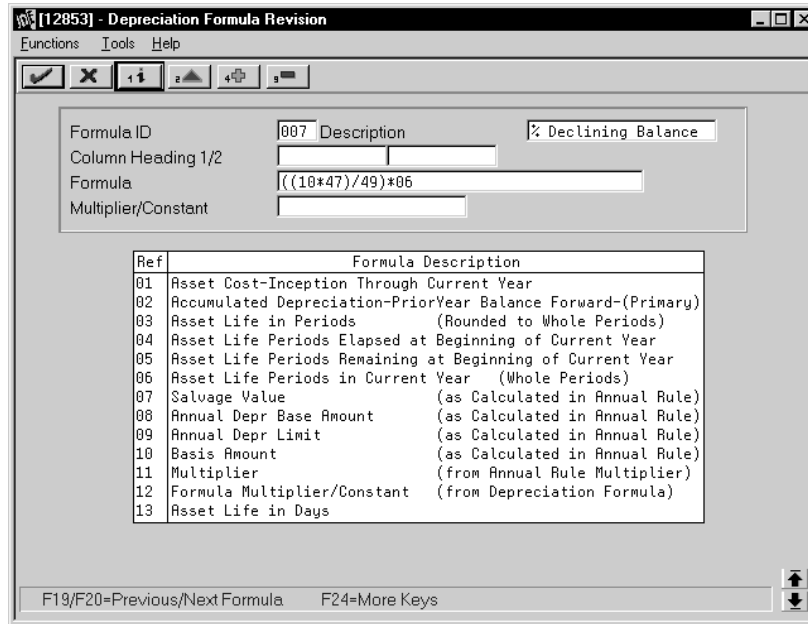 [12853] - Depreciation Formula Revision
Functions Tools Help
1 i 2 4 9
Formula ID 007 Description % Declining Balance
Column Heading 1/2
Formula ((10*47)/49)*06
Multiplier/Constant
Ref Formula Description
01 Asset Cost-Inception Through Current Year
02 Accumulated Depreciation-PriorYear Balance Forward-(Primary)
03 Asset Life in Periods (Rounded to Whole Periods)
04 Asset Life Periods Elapsed at Beginning of Current Year
05 Asset Life Periods Remaining at Beginning of Current Year
06 Asset Life Periods in Current Year (Whole Periods)
07 Salvage Value (as Calculated in Annual Rule)
08 Annual Depr Base Amount (as Calculated in Annual Rule)
09 Annual Depr Limit (as Calculated in Annual Rule)
10 Basis Amount (as Calculated in Annual Rule)
11 Multiplier (from Annual Rule Multiplier)
12 Formula Multiplier/Constant (from Depreciation Formula)
13 Asset Life in Days
F19/F20=Previous/Next Formula F24=More Keys